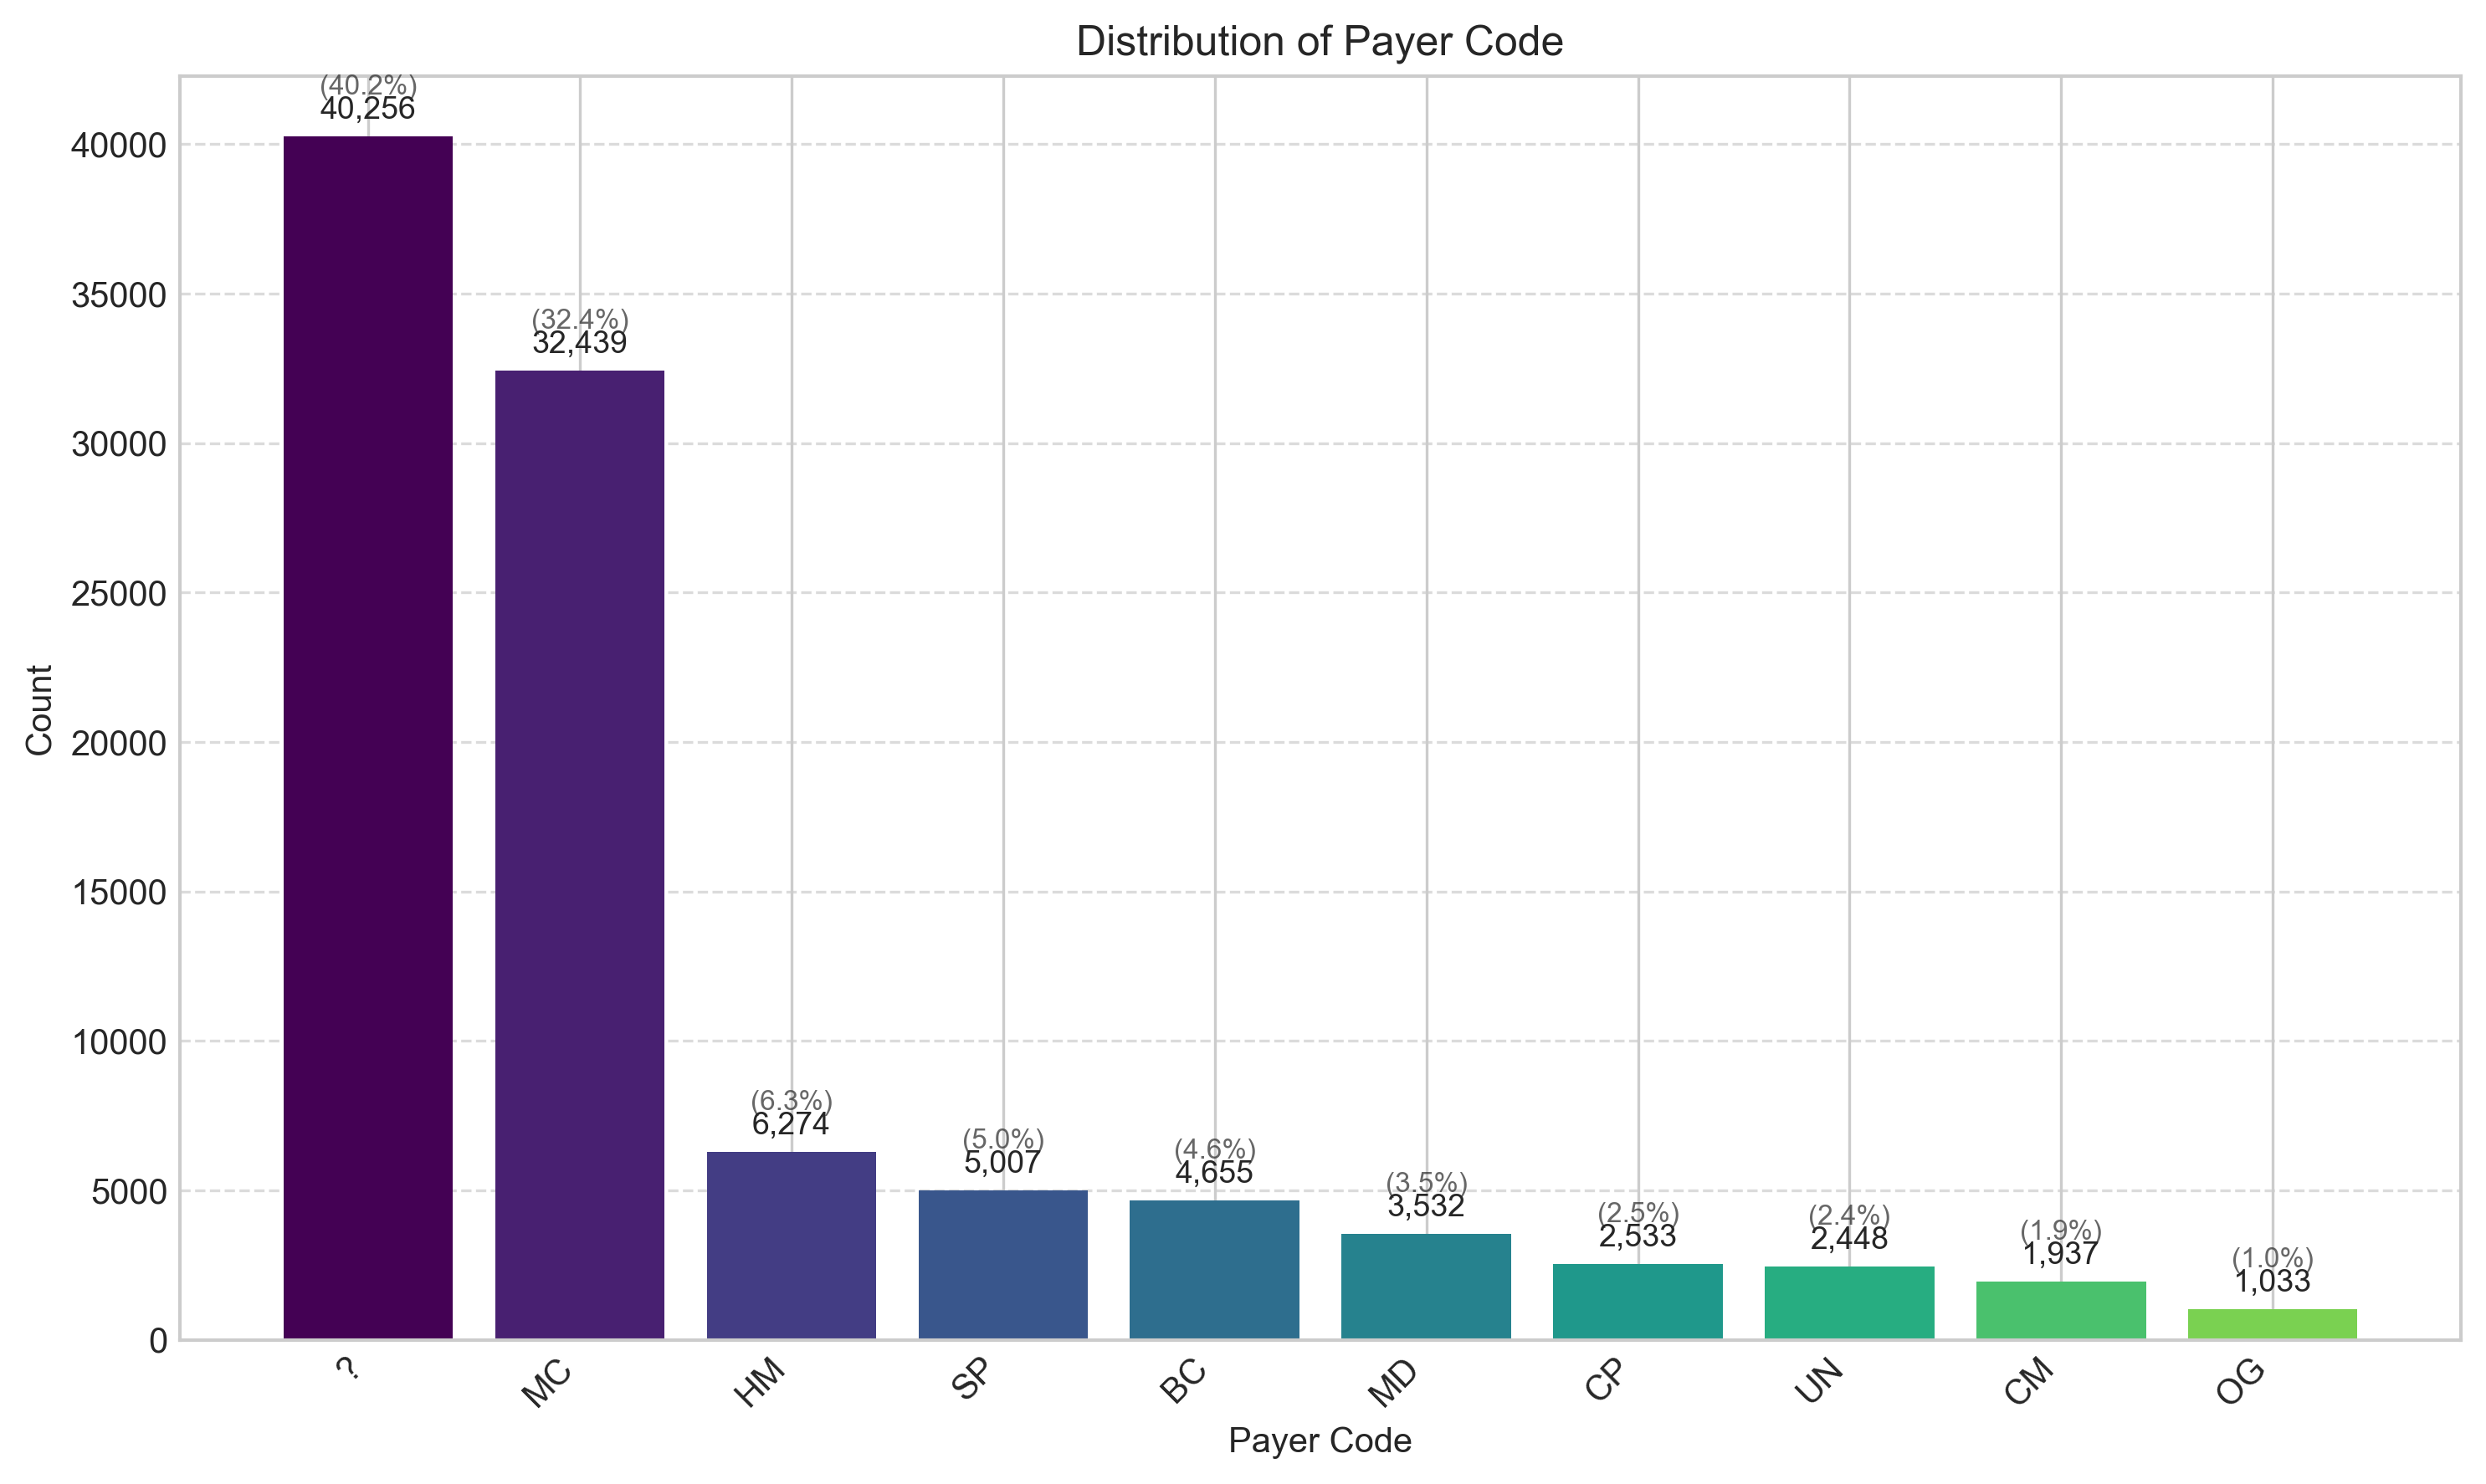 Distribution of Payer Code
(40.2%)
40,256
(32.4%)
32,439
(6.3%)
6,274
(5.0%)
5,007
(4.6%)
4,655
(3.5%)
3,532
(2.5%)
2,533
(2.4%)
2,448
(1.9%)
1,937
(1.0%)
1,033
Count
40000
35000
30000
25000
20000
15000
10000
5000
0
?
MC
HM
SP
BC
MD
CP
UN
CM
OG
Payer Code